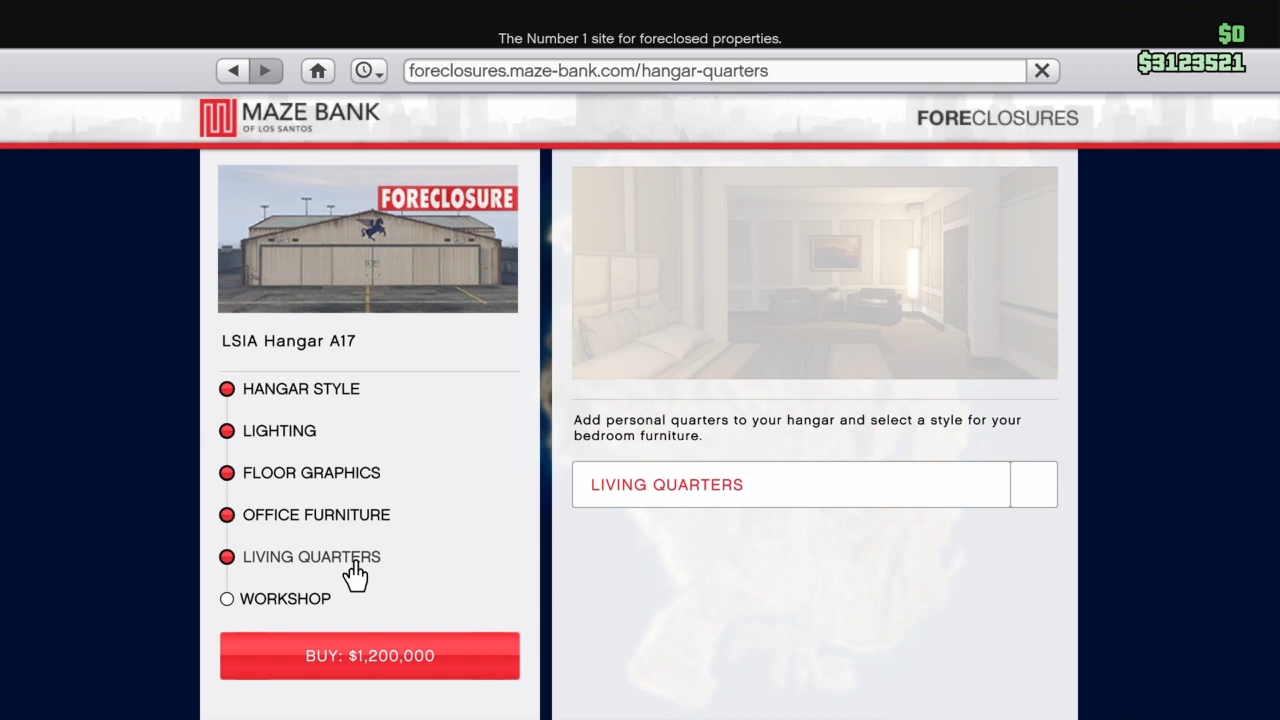 The Number 1 site for foreclosed properties.
$0
$3123521
foreclosures.maze-bank.com/hangar-quarters
MAZE BANK
OF LOS SANTOS
FORECLOSURES
FORECLOSURE
LSIA Hangar A17
HANGAR STYLE
LIGHTING
FLOOR GRAPHICS
OFFICE FURNITURE
LIVING QUARTERS
WORKSHOP
BUY: $1,200,000
Add personal quarters to your hangar and select a style for your
bedroom furniture.
LIVING QUARTERS